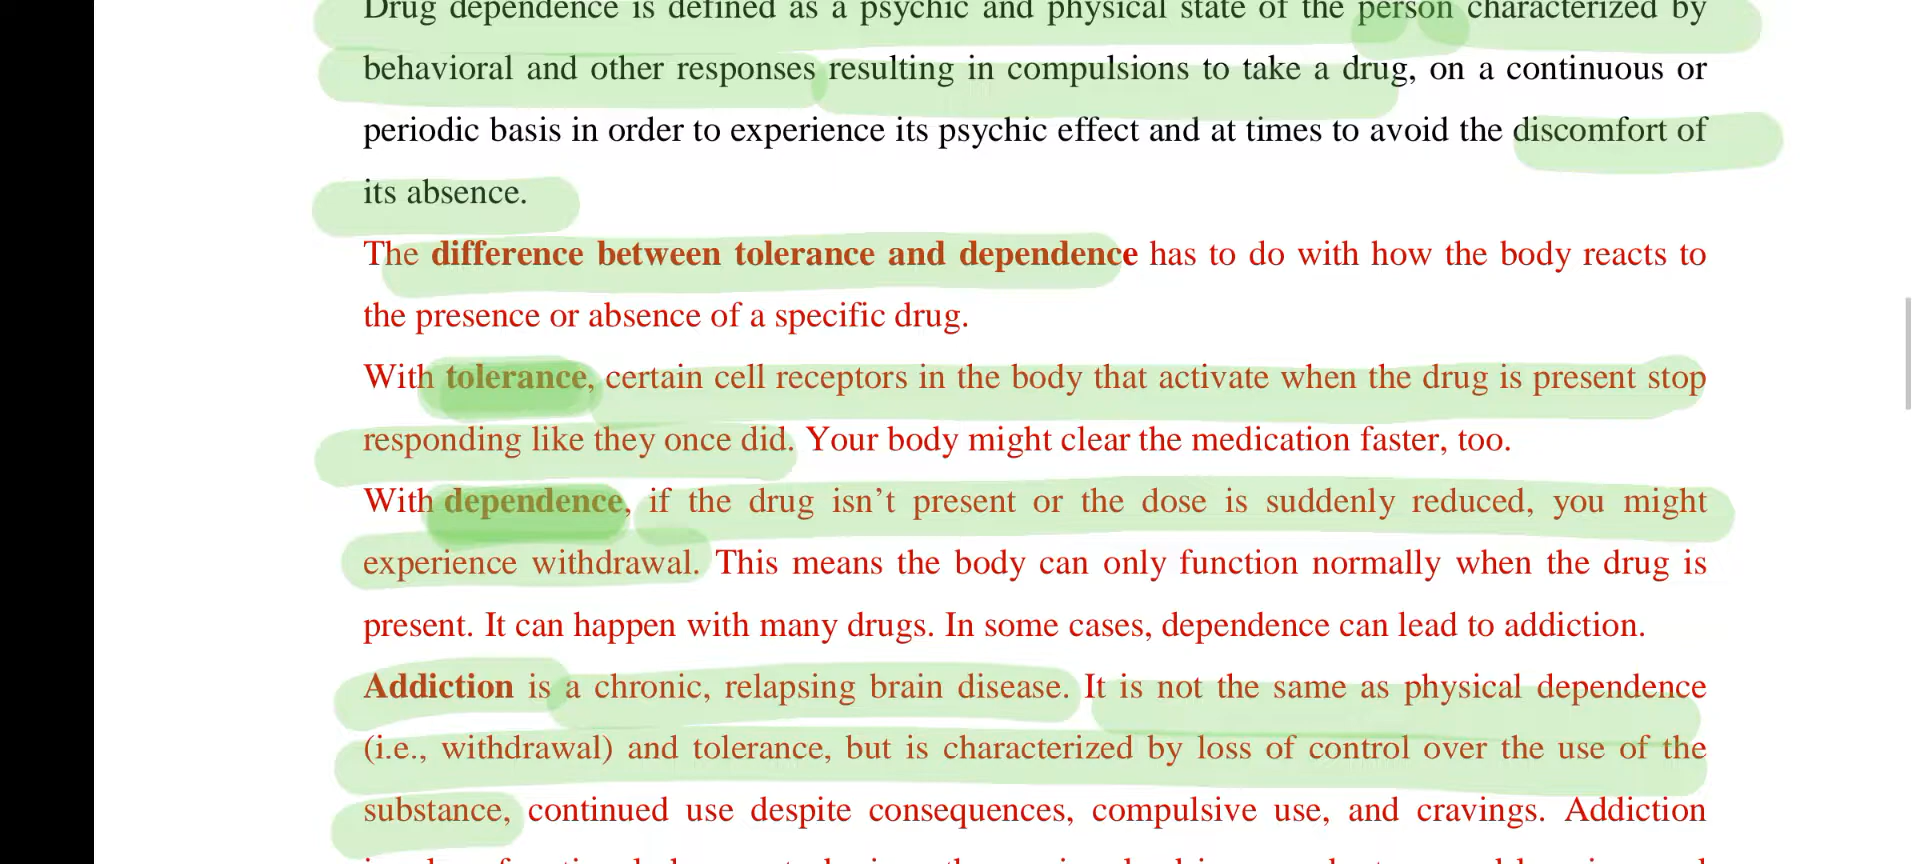 Drug dependence is defined as a psychic and physical state of the person characterized by
behavioral and other responses resulting in compulsions to take a drug, on a continuous or
periodic basis in order to experience its psychic effect and at times to avoid the discomfort of
its absence.
The difference between tolerance and dependence has to do with how the body reacts to
the presence or absence of a specific drug.
With tolerance, certain cell receptors in the body that activate when the drug is present stop
responding like they once did. Your body might clear the medication faster, too.
With dependence, if the drug isn’t present or the dose is suddenly reduced, you might
experience withdrawal. This means the body can only function normally when the drug is
present. It can happen with many drugs. In some cases, dependence can lead to addiction.
Addiction is a chronic, relapsing brain disease. It is not the same as physical dependence
(i.e., withdrawal) and tolerance, but is characterized by loss of control over the use of the
substance, continued use despite consequences, compulsive use, and cravings. Addiction